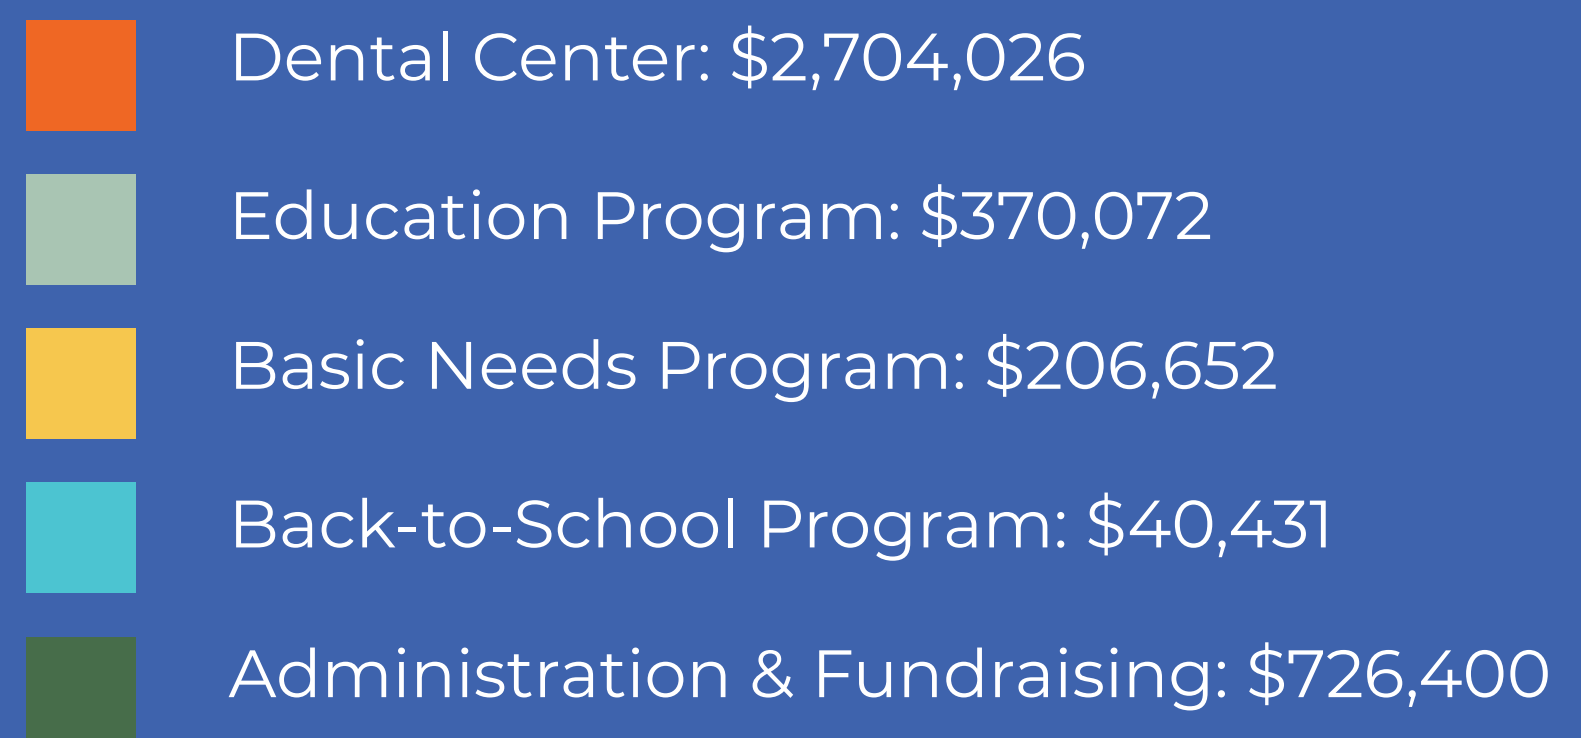 Dental Center: $2,704,026
Education Program: $370,072
Basic Needs Program: $206,652
Back-to-School Program: $40,431
Administration & Fundraising: $726,400